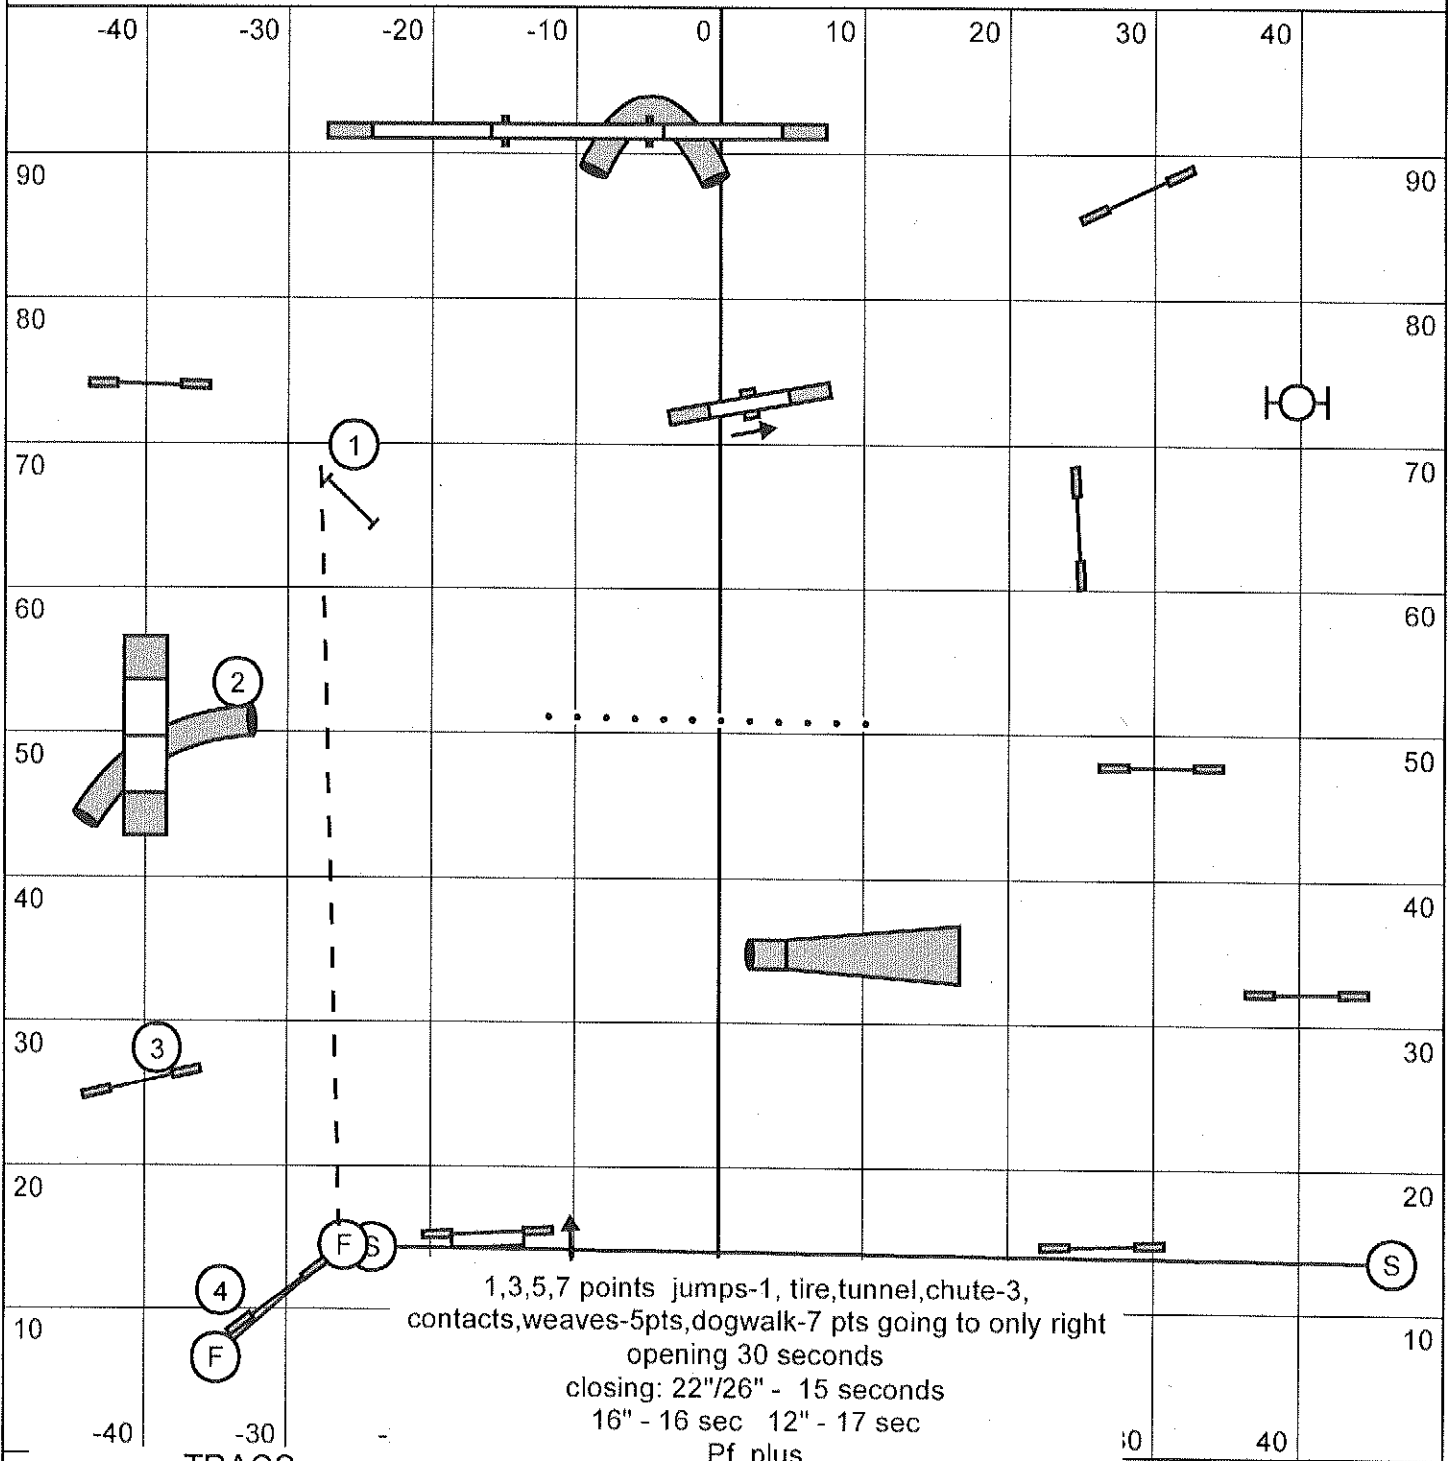 -40 -30 -20 -10 0 10 20 30 40
90 90
80 80
1
70 70
60 60
2
50 50
40 40
3
30 30
20 20
F S S
4
1,3,5,7 points jumps-1, tire,tunnel,chute-3,
10 contacts,weaves-5pts,dogwalk-7 pts going to only right 10
F opening 30 seconds
closing: 22"/26" - 15 seconds
-40 -30 - 16" - 16 sec 12" - 17 sec 40
Pf plus